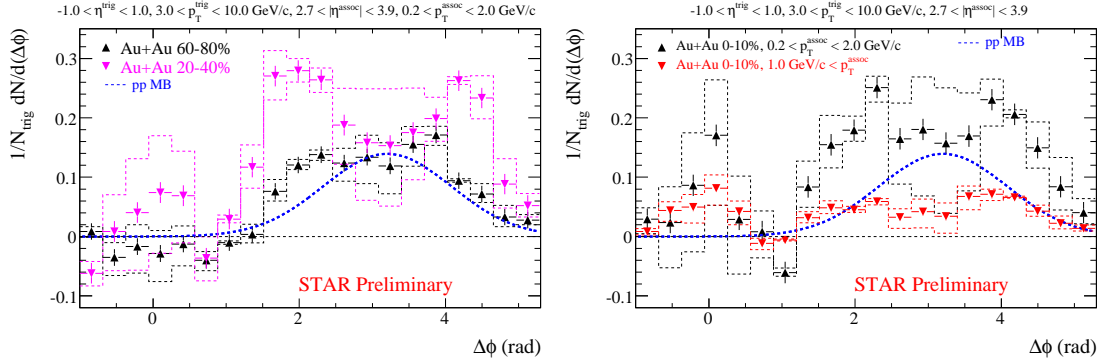 -1.0<η^trig<1.0, 3.0<p_T^trig<10.0 GeV/c, 2.7<|η^assoc|<3.9, 0.2<p_T^assoc<2.0 GeV/c
Au+Au 60-80%
Au+Au 20-40%
pp MB
1/N_trig dN/d(Δϕ)
0.3
0.2
0.1
0
-0.1
STAR Preliminary
0
2
4
Δϕ (rad)
-1.0<η^trig<1.0, 3.0<p_T^trig<10.0 GeV/c, 2.7<|η^assoc|<3.9
Au+Au 0-10%, 0.2<p_T^assoc<2.0 GeV/c
Au+Au 0-10%, 1.0 GeV/c<p_T^assoc
pp MB
1/N_trig dN/d(Δϕ)
0.3
0.2
0.1
0
-0.1
STAR Preliminary
0
2
4
Δϕ (rad)